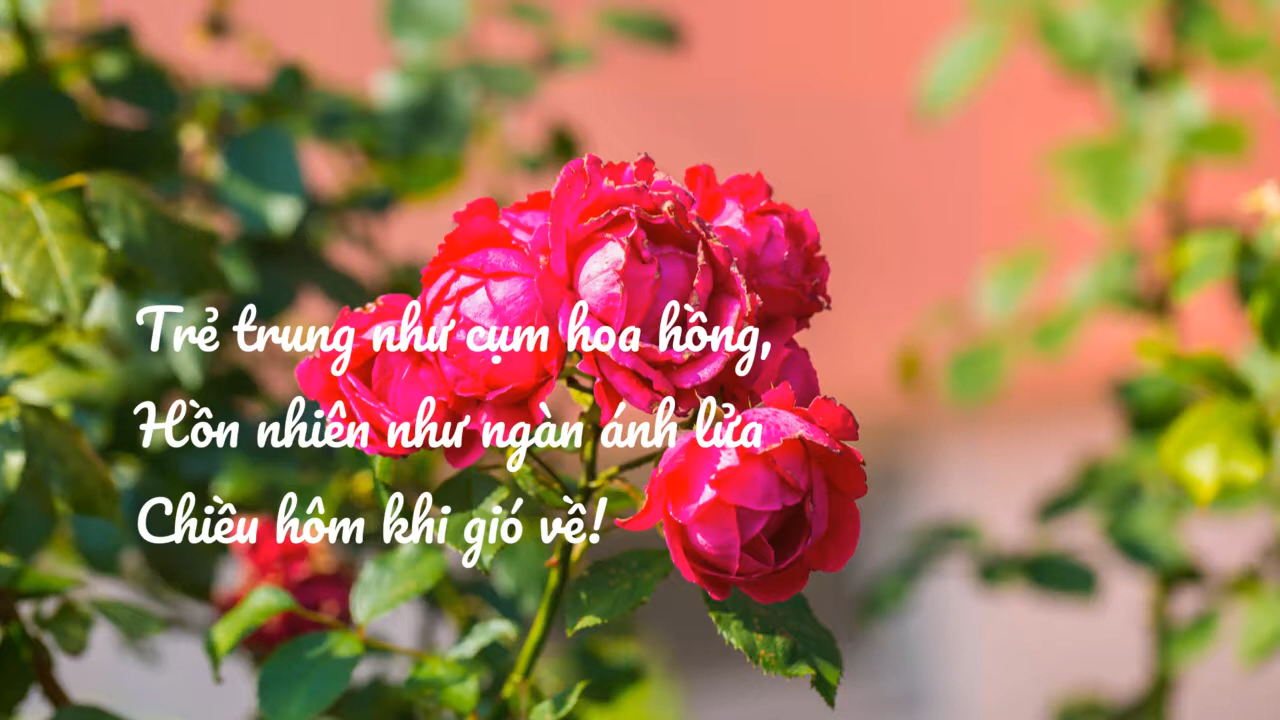 Trẻ trung như cụm hoa hồng,
Hồn nhiên như ngàn ánh lửa
Chiều hôm khi gió về!